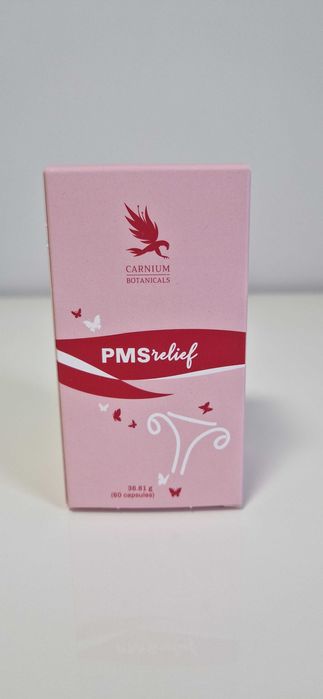 CARNIUM
BOTANICALS
PMSrelief
36.81 g
(60 capsules)